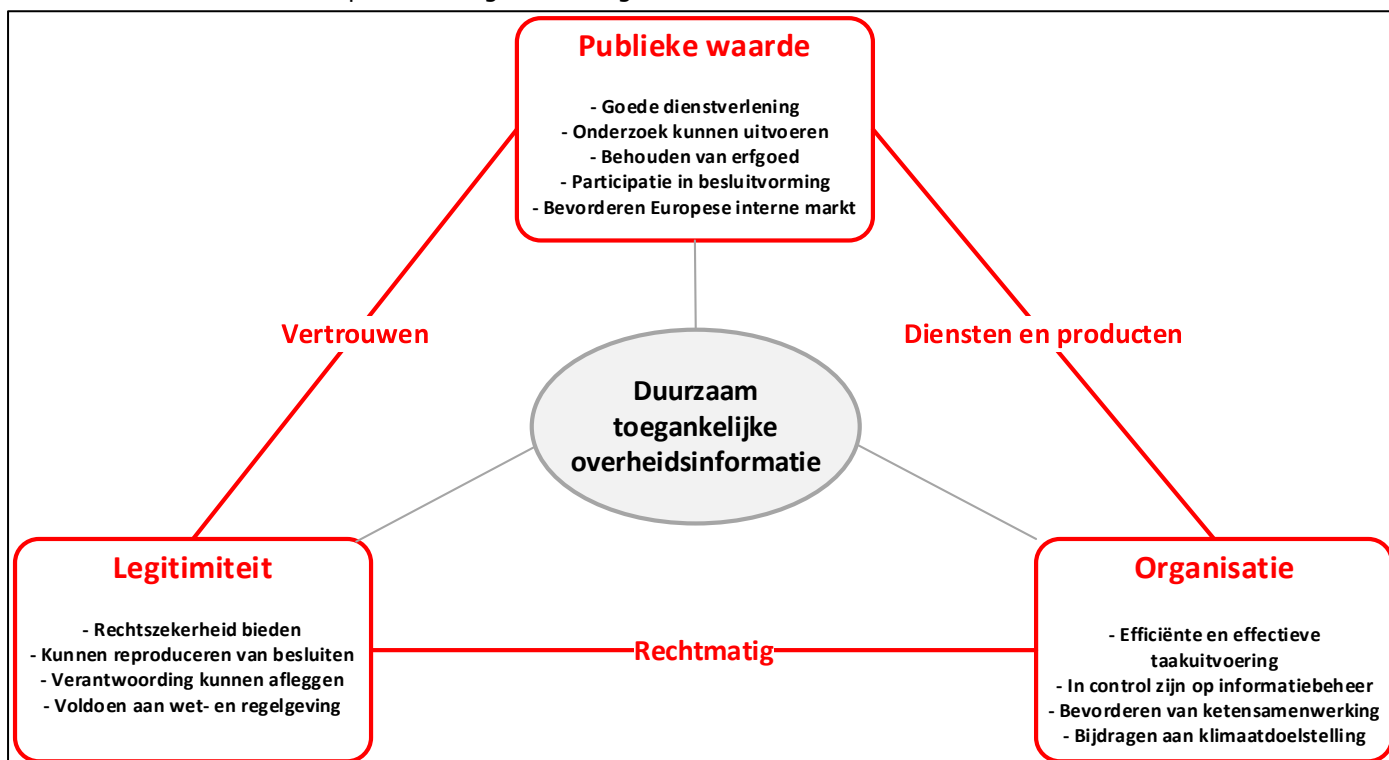 Publieke waarde
- Goede dienstverlening
- Onderzoek kunnen uitvoeren
- Behouden van erfgoed
- Participatie in besluitvorming
- Bevorderen Europese interne markt
Vertrouwen
Diensten en producten
Duurzaam
toegankelijke
overheidsinformatie
Legitimiteit
- Rechtszekerheid bieden
- Kunnen reproduceren van besluiten
- Verantwoording kunnen afleggen
- Voldoen aan wet- en regelgeving
Rechtmatig
Organisatie
- Efficiënte en effectieve
taakuitvoering
- In control zijn op informatiebeheer
- Bevorderen van ketensamenwerking
- Bijdragen aan klimaatdoelstelling